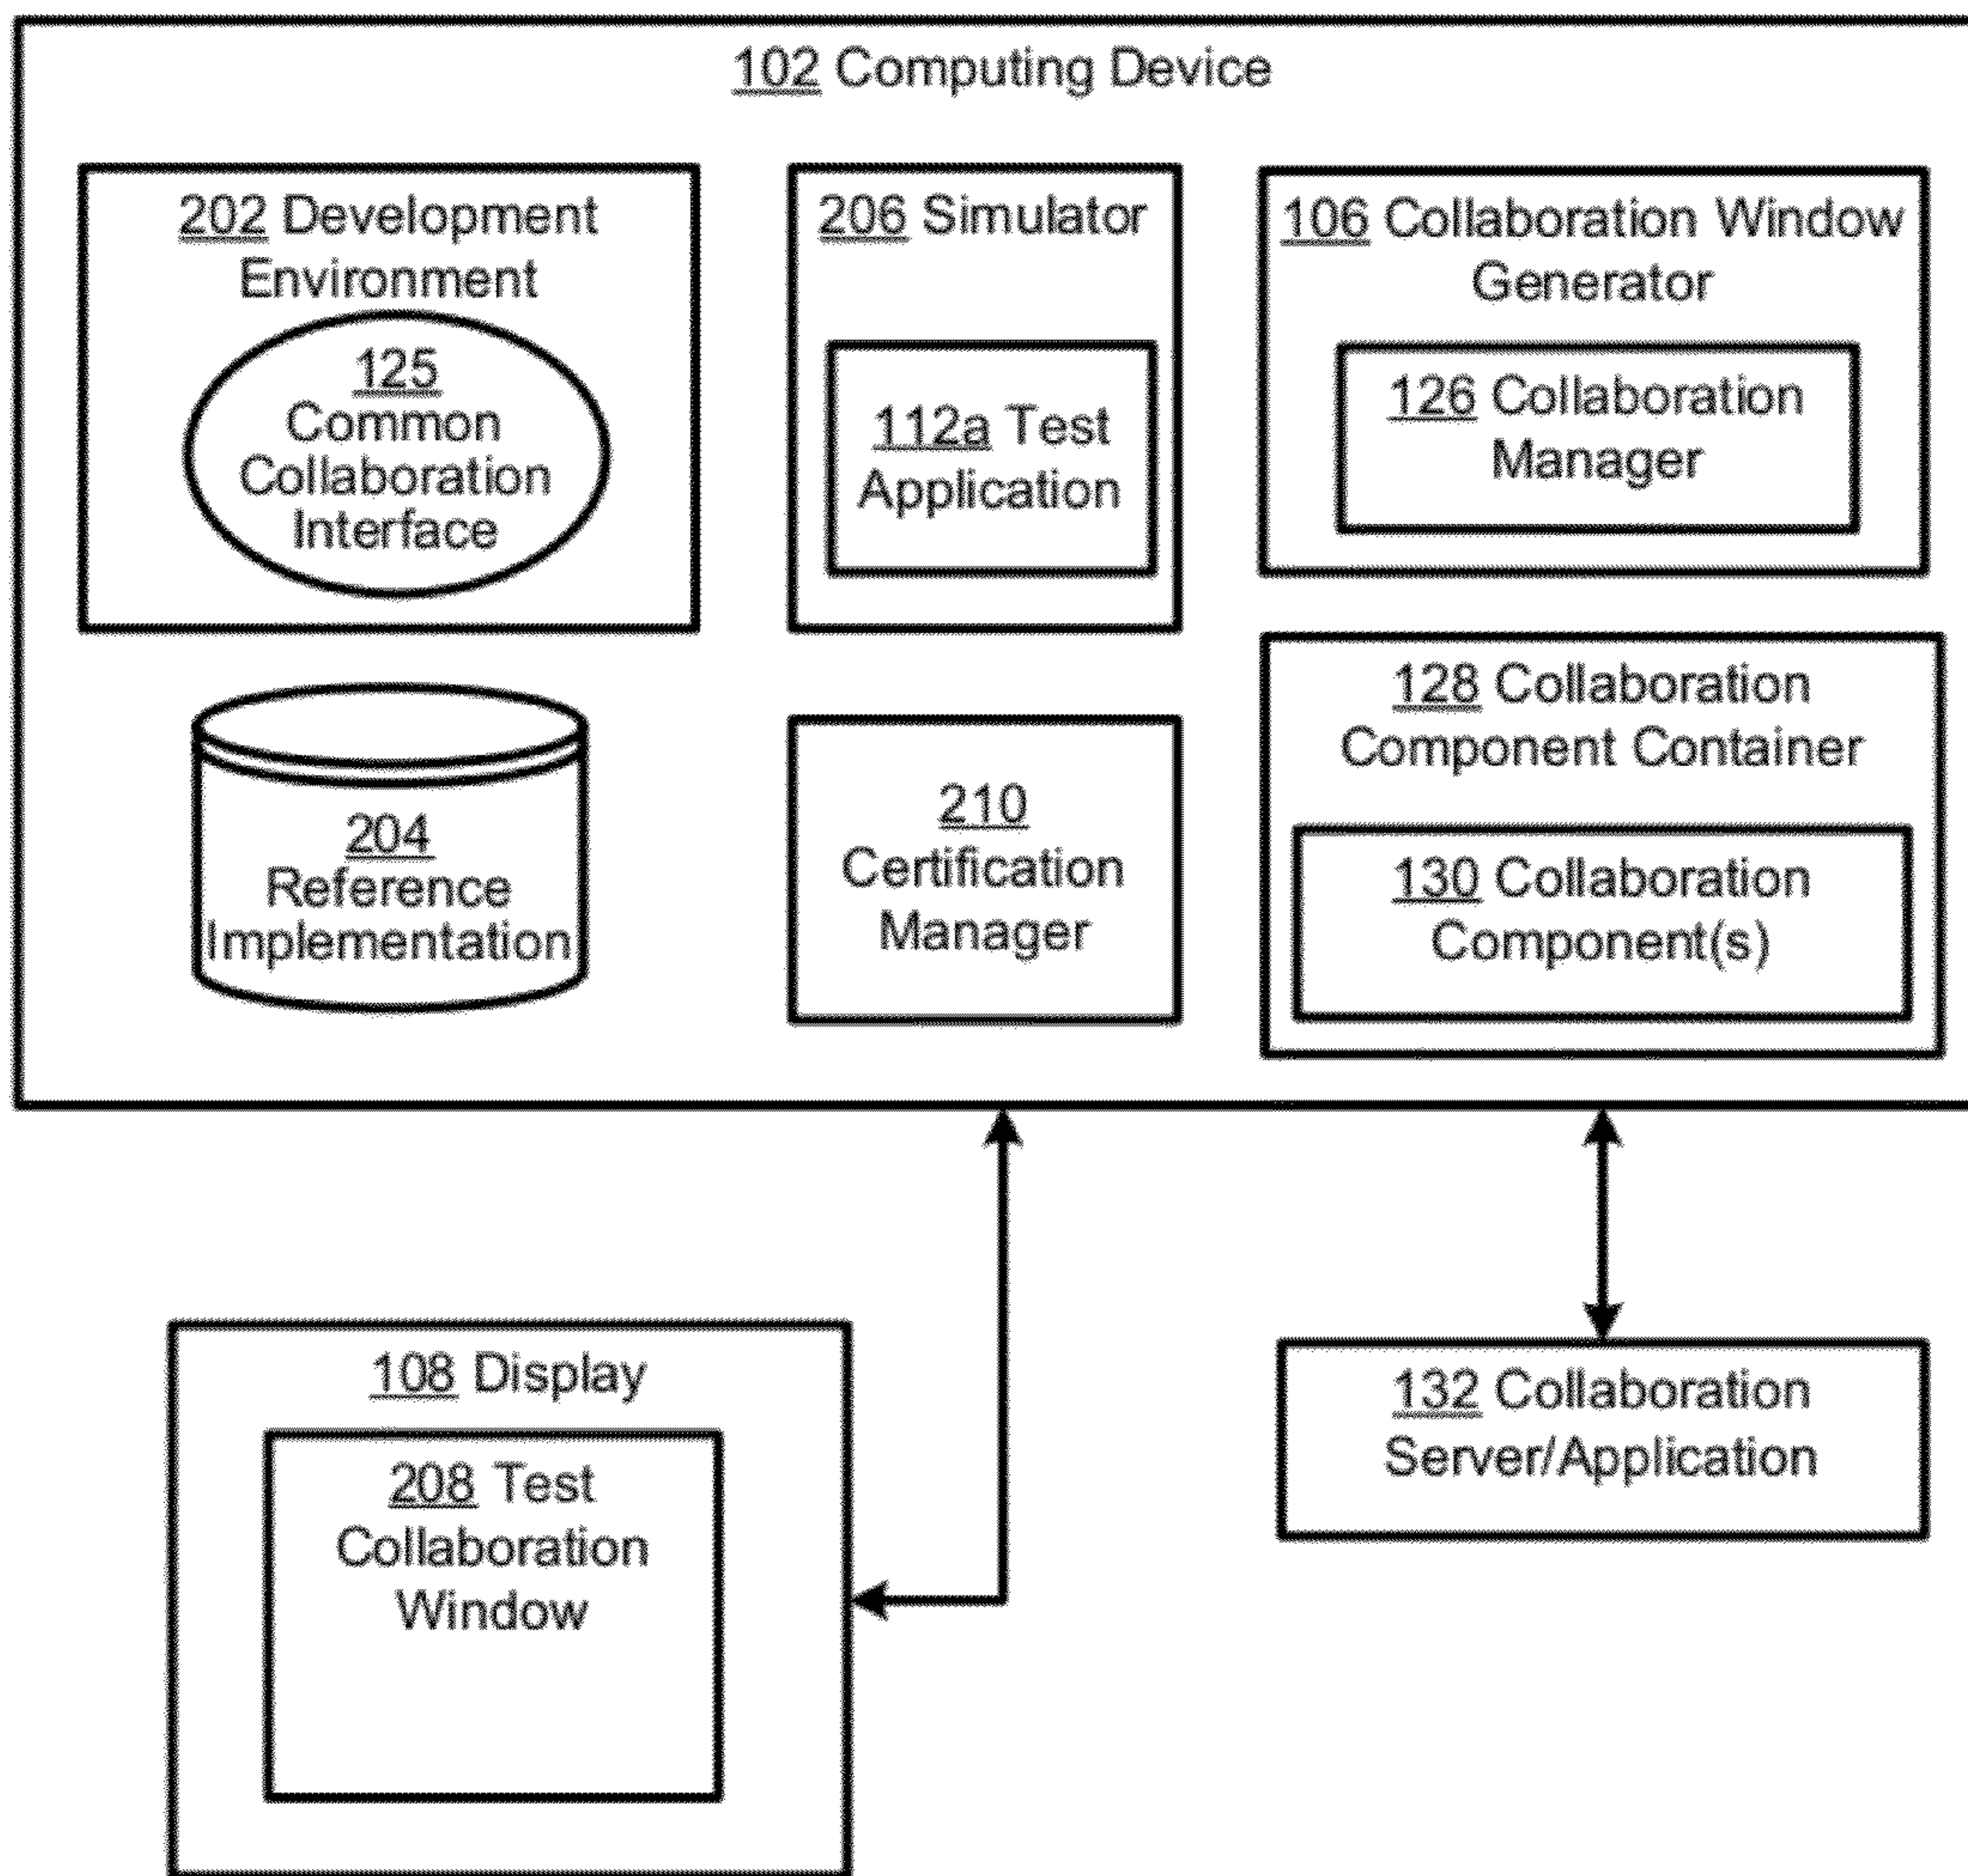 102 Computing Device
202 Development
Environment
125
Common
Collaboration
Interface
206 Simulator
112a Test
Application
106 Collaboration Window
Generator
126 Collaboration
Manager
204
Reference
Implementation
210
Certification
Manager
128 Collaboration
Component Container
130 Collaboration
Component(s)
108 Display
208 Test
Collaboration
Window
132 Collaboration
Server/Application